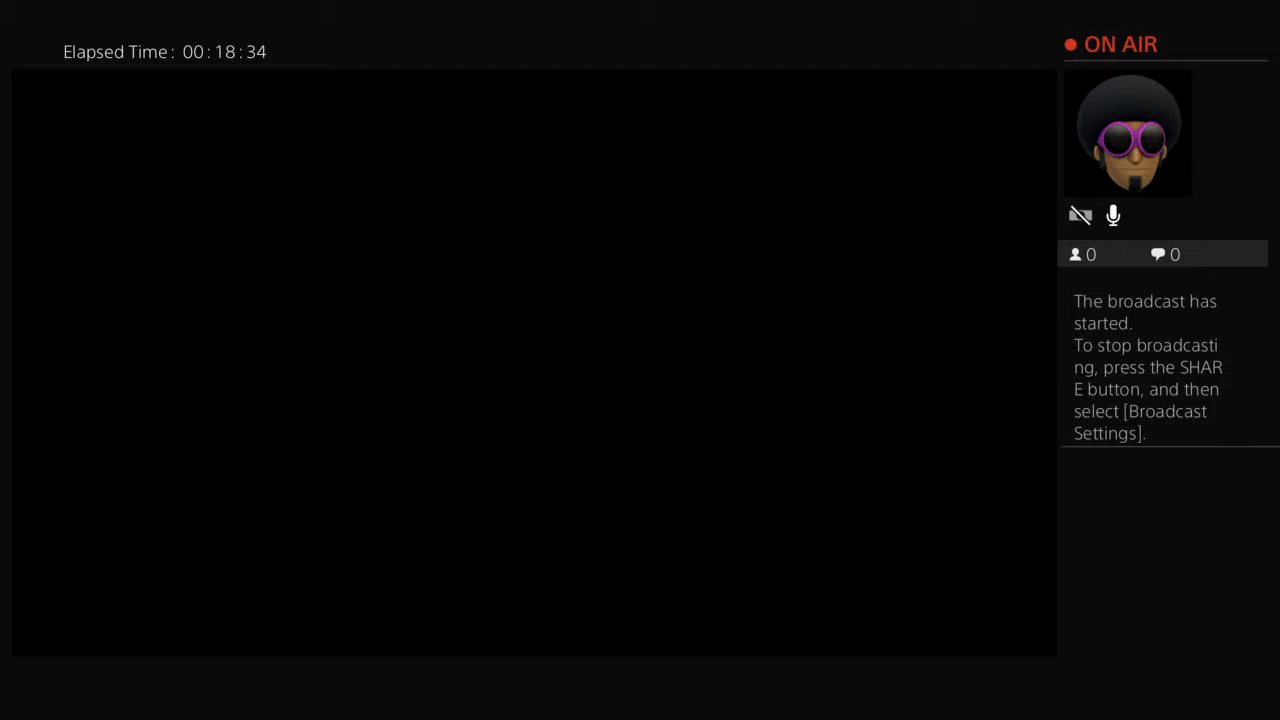 Elapsed Time: 00:18:34
ON AIR
0 0
The broadcast has
started.
To stop broadcasti
ng, press the SHAR
E button, and then
select [Broadcast
Settings].